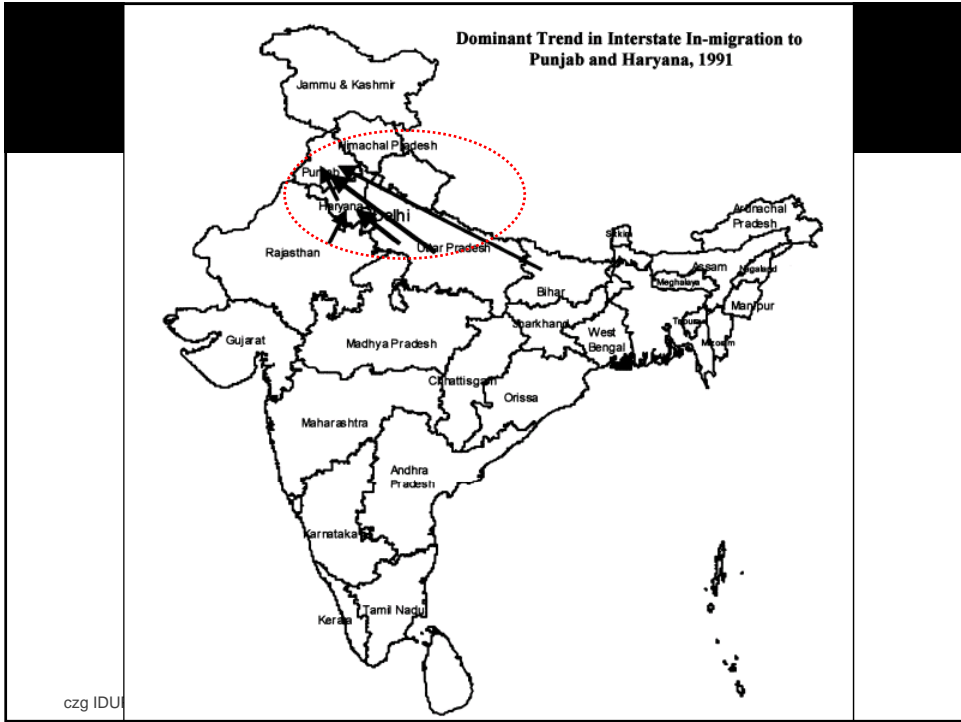 Dominant Trend in Interstate In-migration to
Punjab and Haryana, 1991
Jammu & Kashmir
Himachal Pradesh
Punjab
Haryana
Delhi
Rajasthan
Uttar Pradesh
Sikkim
Arunachal
Pradesh
Assam
Nagaland
Meghalaya
Manipur
Bihar
Jharkhand
West
Bengal
Tripura
Mizoram
Gujarat
Madhya Pradesh
Chhattisgarh
Orissa
Maharashtra
Andhra
Pradesh
Karnataka
Kerala
Tamil Nadu
czg IDU